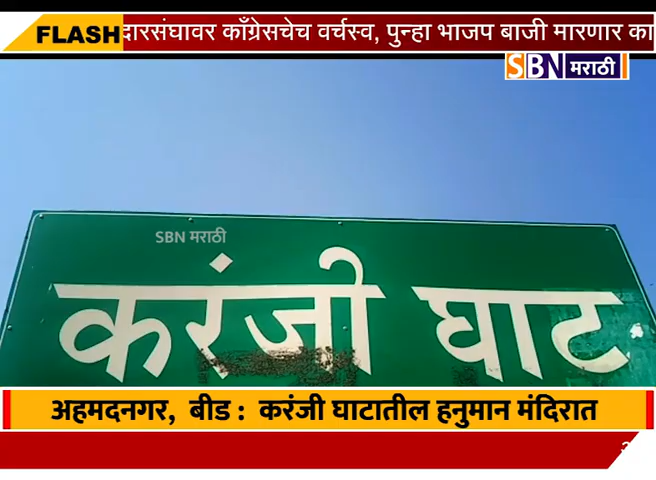 FLASH दारसंघावर काँग्रेसचेच वर्चस्व, पुन्हा भाजप बाजी मारणार का
SBN मराठी
SBN मराठी
करंजी घाट
अहमदनगर, बीड : करंजी घाटातील हनुमान मंदिरात